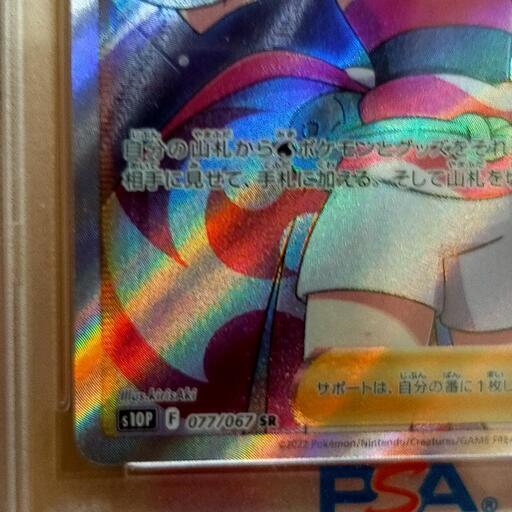 自分の山札からポケモンとグッズをそれ
相手に見せて、手札に加える。そして山札を
サポートは、自分の番に1枚し
Illus. kirisAki
s10P F 077/067 SR
©2022 Pokémon/Nintendo/Creatures/GAME FREA
PSA